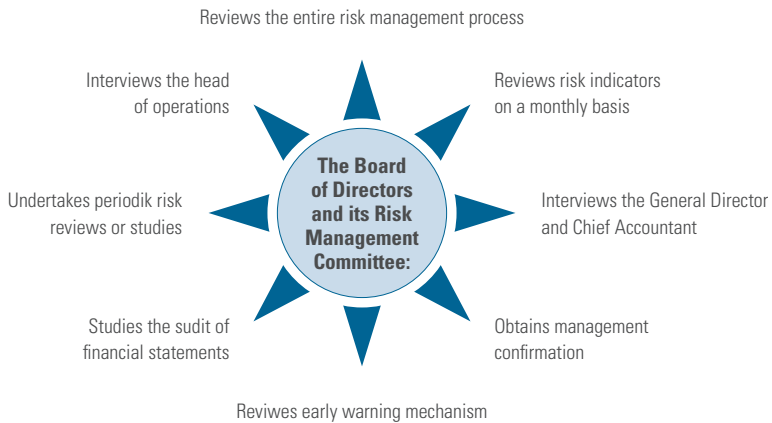 Reviews the entire risk management process
Interviews the head
of operations
Reviews risk indicators
on a monthly basis
The Board
of Directors
and its Risk
Management
Committee:
Undertakes periodik risk
reviews or studies
Interviews the General Director
and Chief Accountant
Studies the sudit of
financial statements
Obtains management
confirmation
Reviwes early warning mechanism